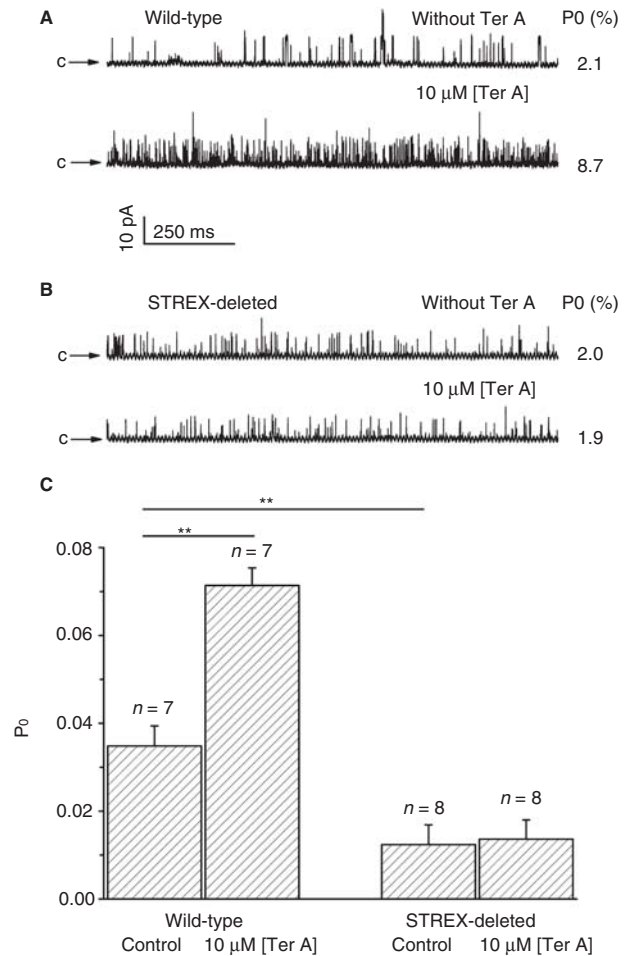 A
Wild-type Without Ter A P0 (%)
C 2.1
10 μM [Ter A]
C 8.7
10 pA
250 ms
B
STREX-deleted Without Ter A P0 (%)
C 2.0
10 μM [Ter A]
C 1.9
C
**
**
0.08
n = 7
0.06
n = 7
0.04
P0
0.02
n = 8 n = 8
0.00
Wild-type STREX-deleted
Control 10 μM [Ter A] Control 10 μM [Ter A]